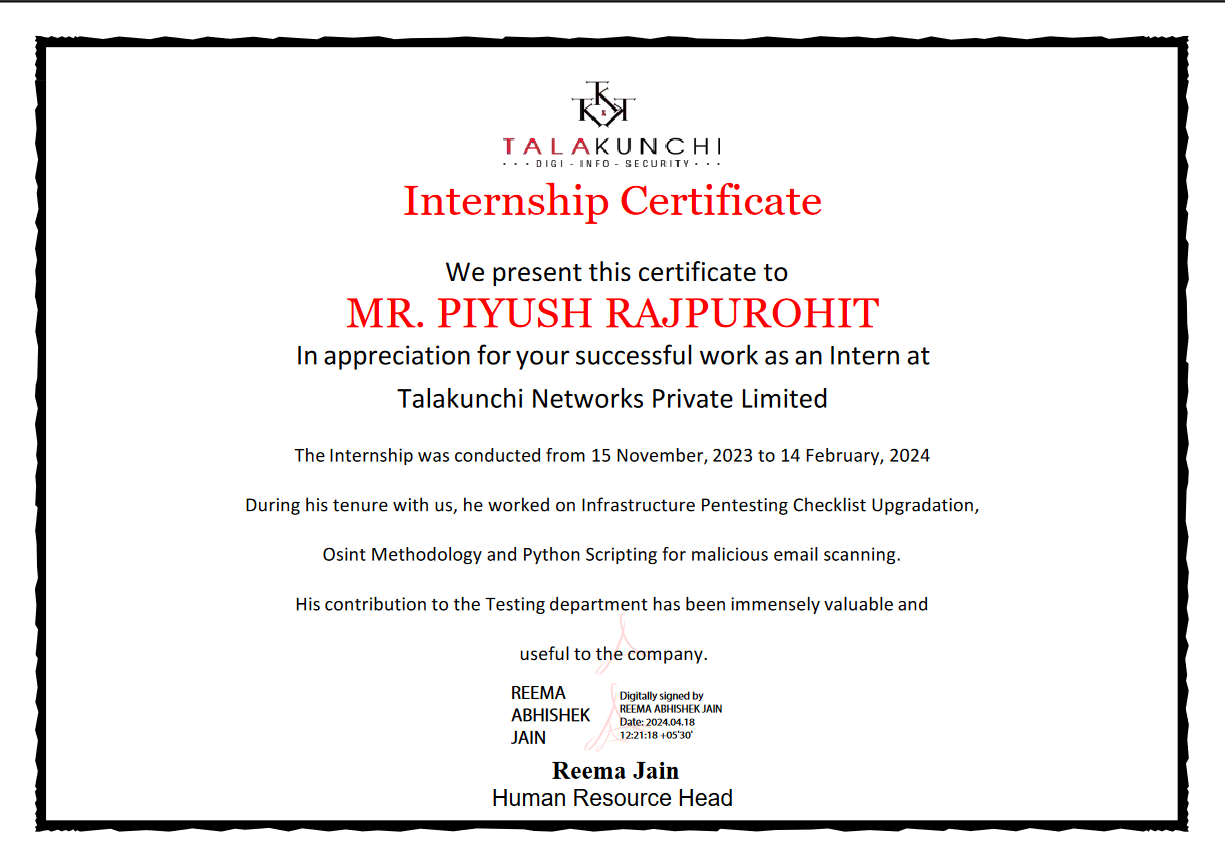 TALAKUNCHI
- - - DIGI - INFO - SECURITY - - -
Internship Certificate
We present this certificate to
MR. PIYUSH RAJPUROHIT
In appreciation for your successful work as an Intern at
Talakunchi Networks Private Limited
The Internship was conducted from 15 November, 2023 to 14 February, 2024
During his tenure with us, he worked on Infrastructure Pentesting Checklist Upgradation,
Osint Methodology and Python Scripting for malicious email scanning.
His contribution to the Testing department has been immensely valuable and
useful to the company.
REEMA
ABHISHEK
JAIN
Digitally signed by
REEMA ABHISHEK JAIN
Date: 2024.04.18
12:21:18 +05'30'
Reema Jain
Human Resource Head